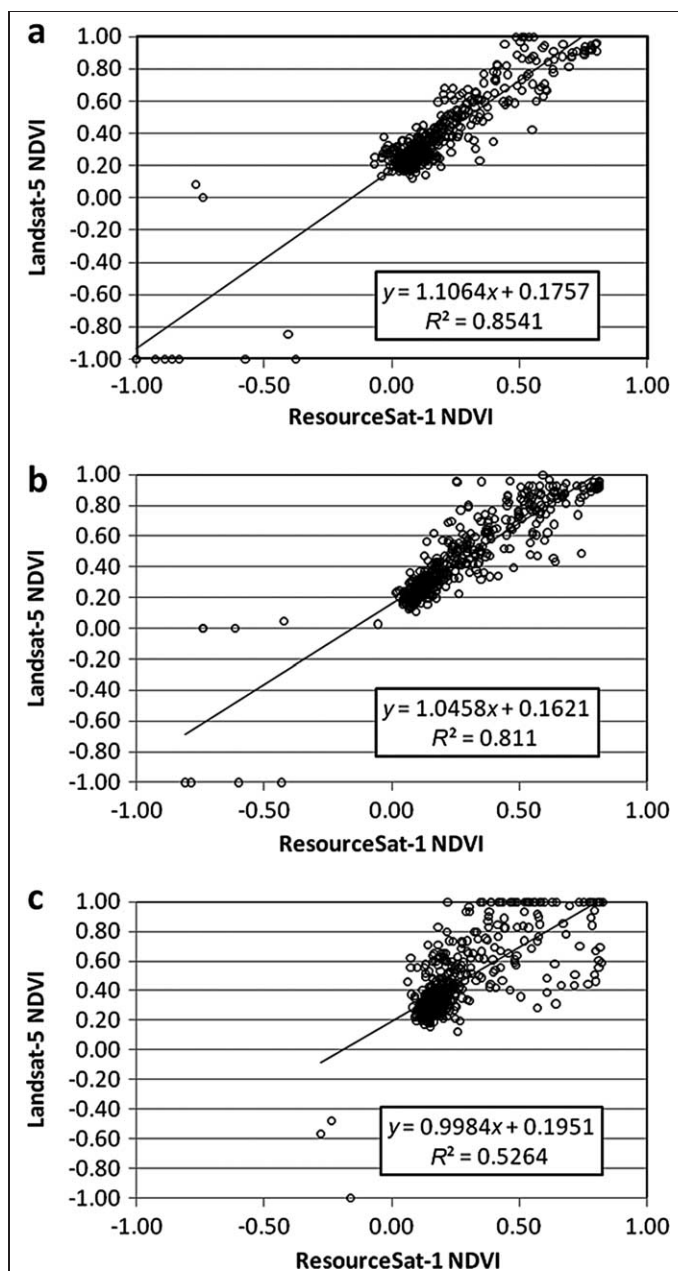 a
Landsat-5 NDVI
1.00
0.80
0.60
0.40
0.20
0.00
-0.20
-0.40
-0.60
-0.80
-1.00
y = 1.1064x + 0.1757
R² = 0.8541
-1.00 -0.50 0.00 0.50 1.00
ResourceSat-1 NDVI
b
Landsat-5 NDVI
1.00
0.80
0.60
0.40
0.20
0.00
-0.20
-0.40
-0.60
-0.80
-1.00
y = 1.0458x + 0.1621
R² = 0.811
-1.00 -0.50 0.00 0.50 1.00
ResourceSat-1 NDVI
c
Landsat-5 NDVI
1.00
0.80
0.60
0.40
0.20
0.00
-0.20
-0.40
-0.60
-0.80
-1.00
y = 0.9984x + 0.1951
R² = 0.5264
-1.00 -0.50 0.00 0.50 1.00
ResourceSat-1 NDVI